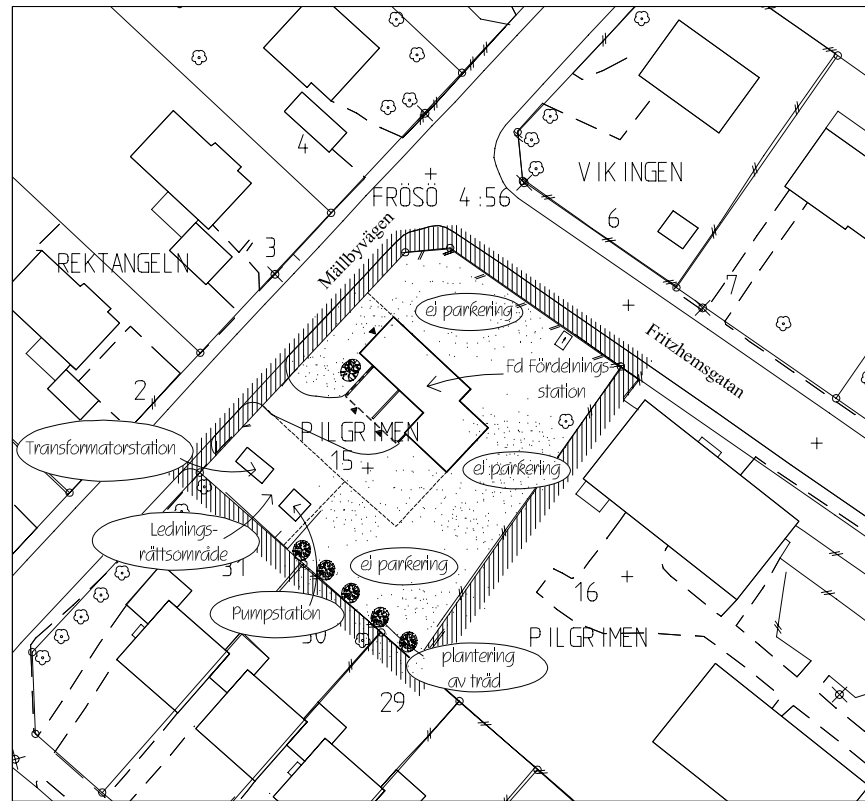 4
VIKINGEN
FRÖSÖ 4:56
6
Mällbyvägen
3
REKTANGELN
7
ej parkering
Fritzhemsgatan
Fd Fördelnings
station
2
PILGRIMEN
15
Transformatorstation
ej parkering
Lednings-
rättsområde
31
ej parkering
16
Pumpstation
30
PILGRIMEN
plantering
av träd
29